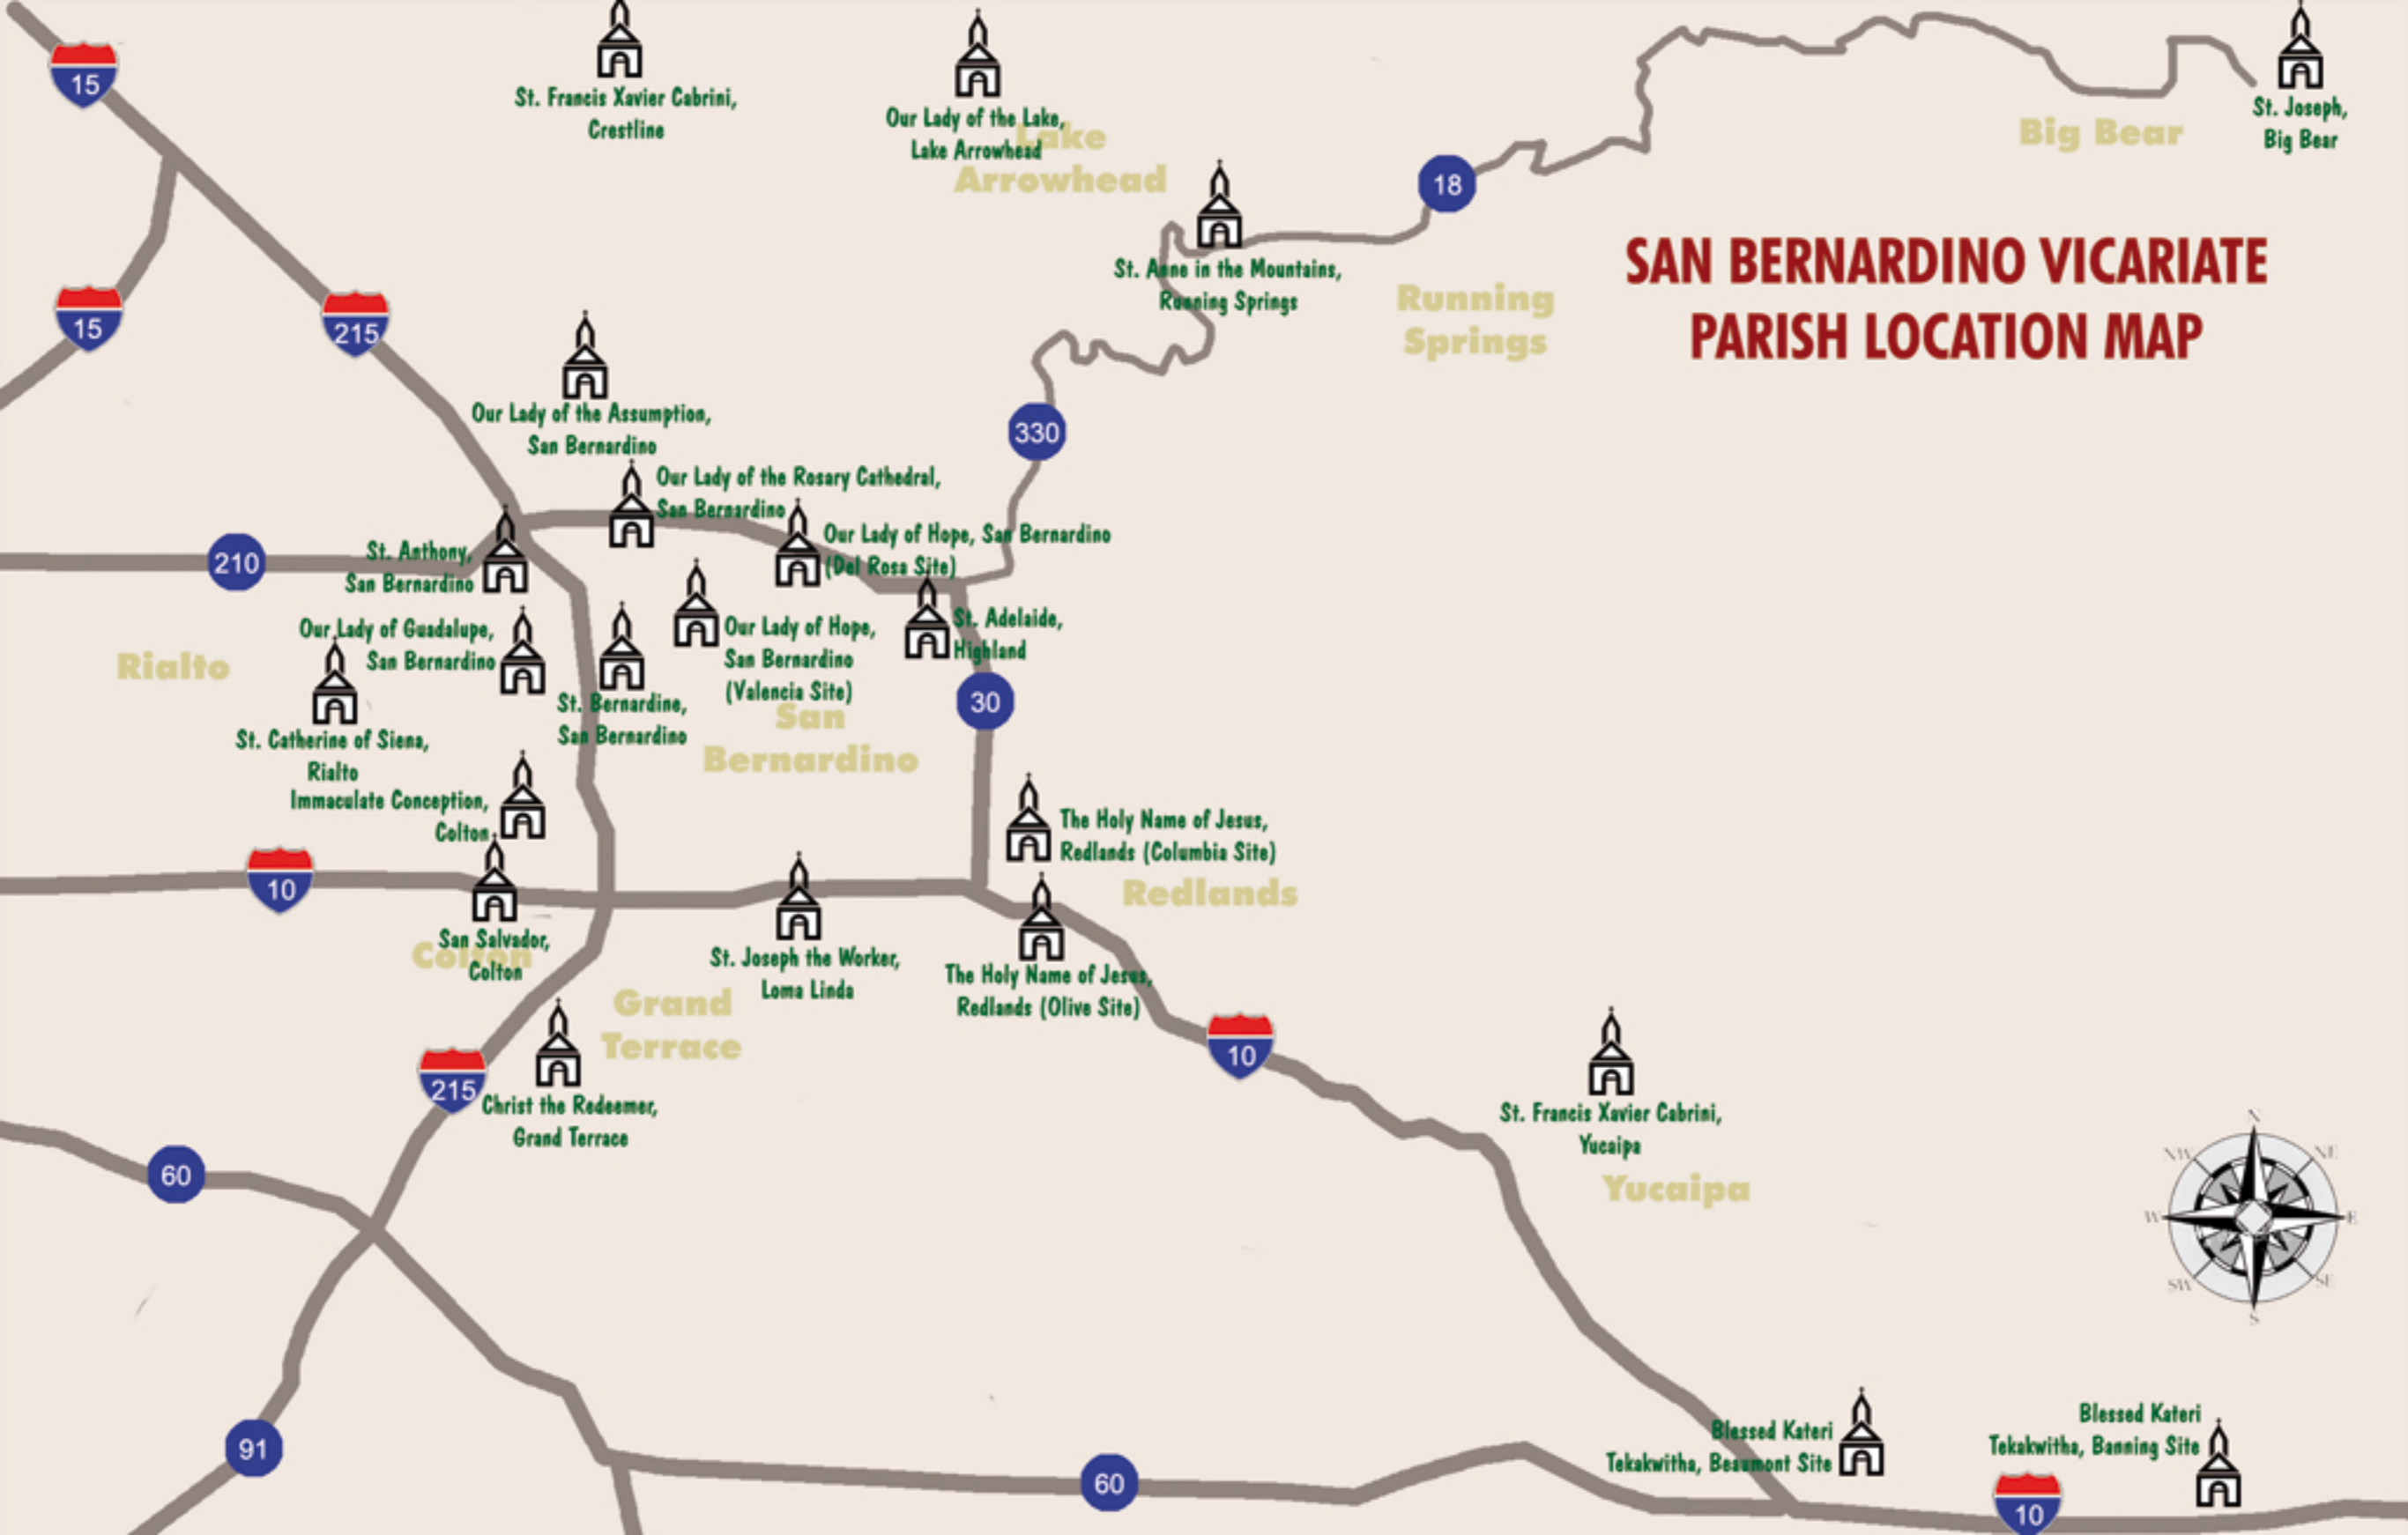 15
St. Francis Xavier Cabrini,
Crestline
Our Lady of the Lake,
Lake Arrowhead
Lake
Arrowhead
18
Big Bear
St. Joseph,
Big Bear
SAN BERNARDINO VICARIATE
PARISH LOCATION MAP
St. Anne in the Mountains,
Running Springs
Running
Springs
15
215
Our Lady of the Assumption,
San Bernardino
330
Our Lady of the Rosary Cathedral,
San Bernardino
Our Lady of Hope, San Bernardino
(Del Rosa Site)
210
St. Anthony,
San Bernardino
Our Lady of Guadalupe,
San Bernardino
Rialto
St. Catherine of Siena,
Rialto
St. Bernardine,
San Bernardino
Our Lady of Hope,
San Bernardino
(Valencia Site)
San
Bernardino
St. Adelaide,
Highland
30
Immaculate Conception,
Colton
The Holy Name of Jesus,
Redlands (Columbia Site)
10
Redlands
San Salvador,
Colton
Colton
St. Joseph the Worker,
Loma Linda
The Holy Name of Jesus,
Redlands (Olive Site)
Grand
Terrace
10
215
Christ the Redeemer,
Grand Terrace
St. Francis Xavier Cabrini,
Yucaipa
Yucaipa
60
N
NW
NE
W
E
SW
SE
S
91
60
Blessed Kateri
Tekakwitha, Beaumont Site
Blessed Kateri
Tekakwitha, Banning Site
10